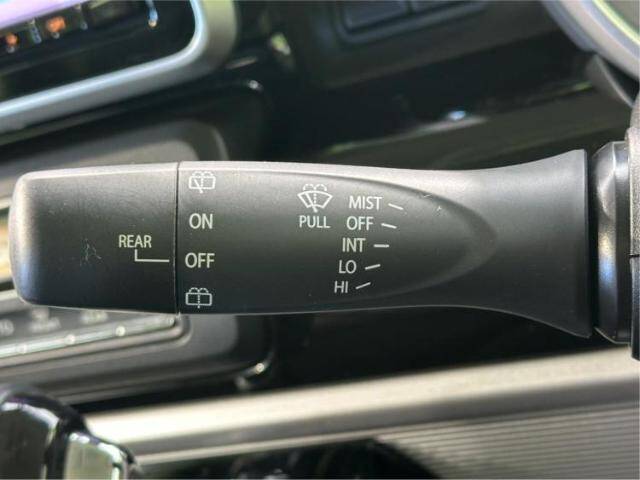 REAR
ON
OFF
PULL
MIST
OFF
INT
LO
HI